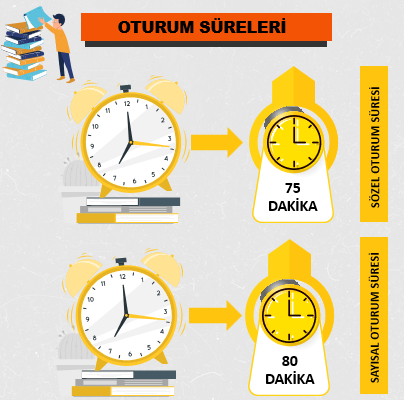 OTURUM SÜRELERİ
75
DAKİKA
SÖZEL OTURUM SÜRESİ
80
DAKİKA
SAYISAL OTURUM SÜRESİ